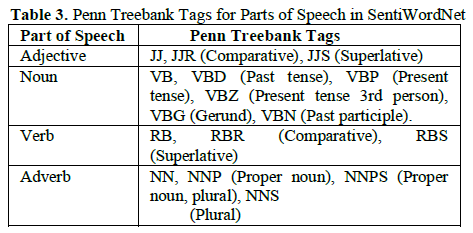 Table 3. Penn Treebank Tags for Parts of Speech in SentiWordNet
Part of Speech Penn Treebank Tags
Adjective JJ, JJR (Comparative), JJS (Superlative)
Noun VB, VBD (Past tense), VBP (Present
tense), VBZ (Present tense 3rd person),
VBG (Gerund), VBN (Past participle).
Verb RB, RBR (Comparative), RBS
(Superlative)
Adverb NN, NNP (Proper noun), NNPS (Proper
noun, plural), NNS
(Plural)